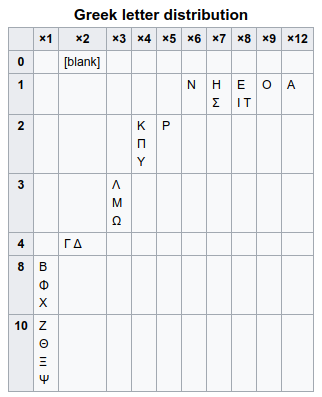 Greek letter distribution
×1 ×2 ×3 ×4 ×5 ×6 ×7 ×8 ×9 ×12
0 [blank]
1 Ν Η Ε Ο Α
Σ Ι Τ
2 Κ Ρ
Π
Υ
3 Λ
Μ
Ω
4 Γ Δ
8 Β
Φ
Χ
10 Ζ
Θ
Ξ
Ψ